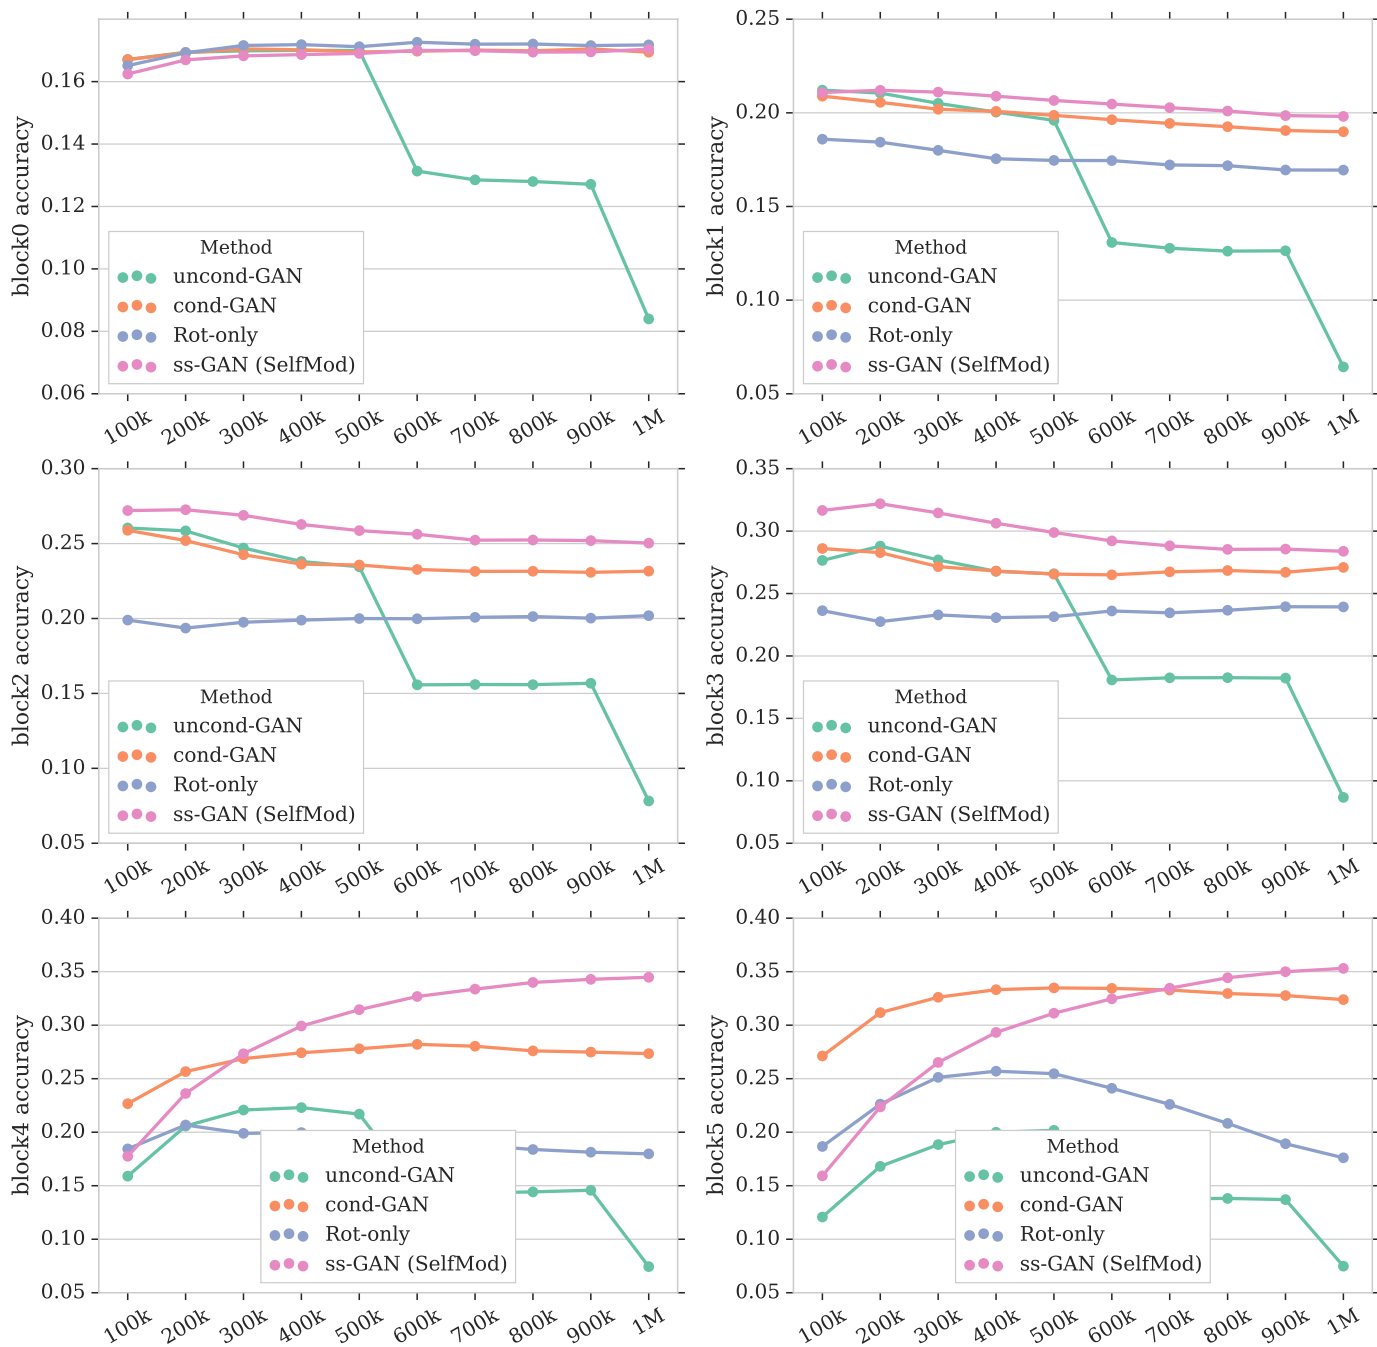 block0 accuracy
0.16
0.14
0.12
0.10
0.08
0.06
Method
uncond-GAN
cond-GAN
Rot-only
ss-GAN (SelfMod)
100k 200k 300k 400k 500k 600k 700k 800k 900k 1M
block1 accuracy
0.25
0.20
0.15
0.10
0.05
Method
uncond-GAN
cond-GAN
Rot-only
ss-GAN (SelfMod)
100k 200k 300k 400k 500k 600k 700k 800k 900k 1M
block2 accuracy
0.30
0.25
0.20
0.15
0.10
0.05
Method
uncond-GAN
cond-GAN
Rot-only
ss-GAN (SelfMod)
100k 200k 300k 400k 500k 600k 700k 800k 900k 1M
block3 accuracy
0.35
0.30
0.25
0.20
0.15
0.10
0.05
Method
uncond-GAN
cond-GAN
Rot-only
ss-GAN (SelfMod)
100k 200k 300k 400k 500k 600k 700k 800k 900k 1M
block4 accuracy
0.40
0.35
0.30
0.25
0.20
0.15
0.10
0.05
Method
uncond-GAN
cond-GAN
Rot-only
ss-GAN (SelfMod)
100k 200k 300k 400k 500k 600k 700k 800k 900k 1M
block5 accuracy
0.40
0.35
0.30
0.25
0.20
0.15
0.10
0.05
Method
uncond-GAN
cond-GAN
Rot-only
ss-GAN (SelfMod)
100k 200k 300k 400k 500k 600k 700k 800k 900k 1M